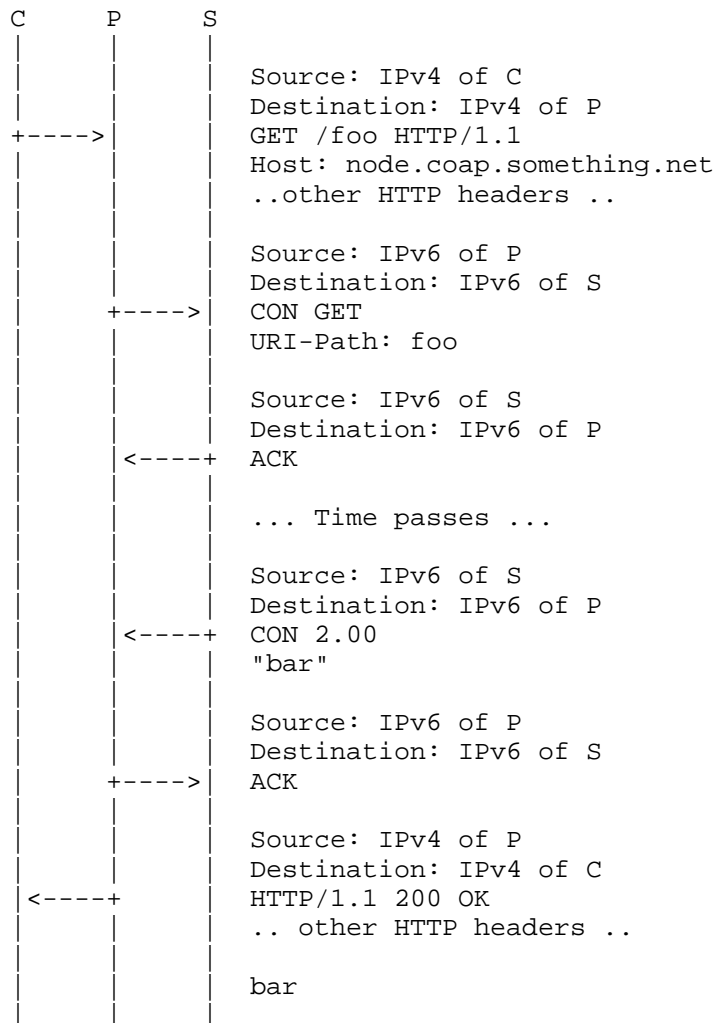 C P S
Source: IPv4 of C
Destination: IPv4 of P
GET /foo HTTP/1.1
Host: node.coap.something.net
..other HTTP headers ..
Source: IPv6 of P
Destination: IPv6 of S
CON GET
URI-Path: foo
Source: IPv6 of S
Destination: IPv6 of P
ACK
... Time passes ...
Source: IPv6 of S
Destination: IPv6 of P
CON 2.00
"bar"
Source: IPv6 of P
Destination: IPv6 of S
ACK
Source: IPv4 of P
Destination: IPv4 of C
HTTP/1.1 200 OK
.. other HTTP headers ..
bar